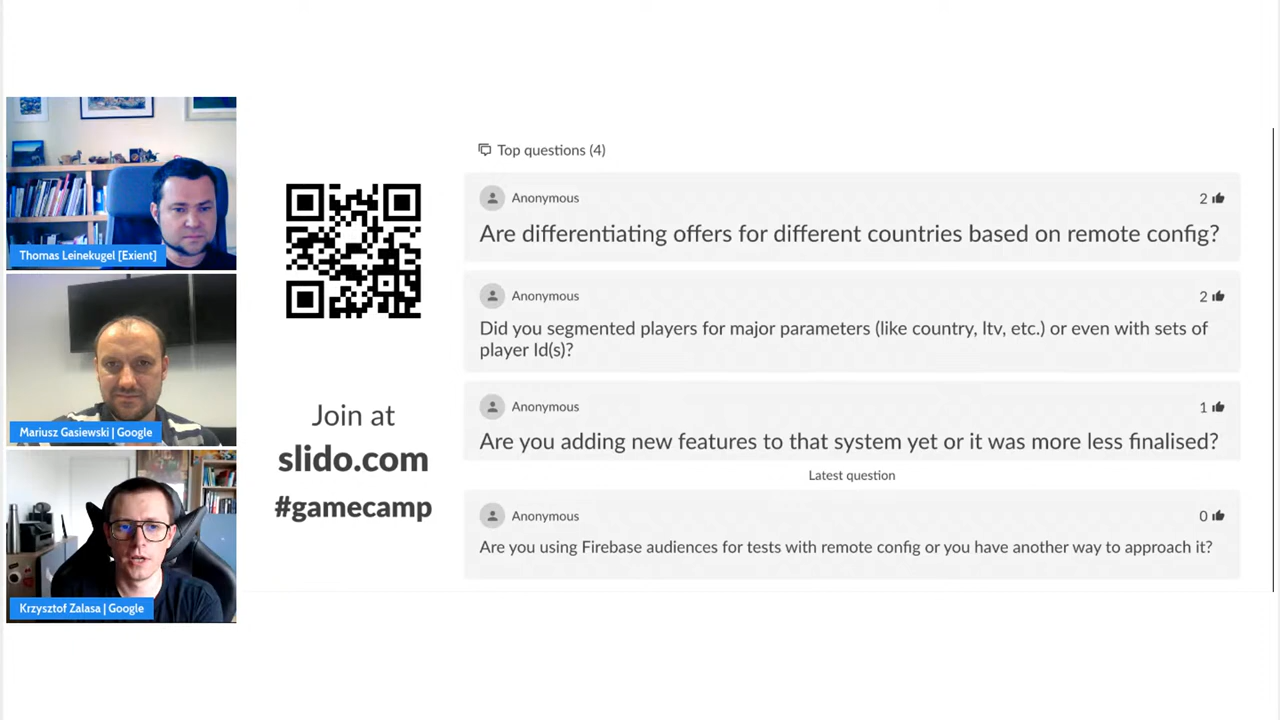 Thomas Leinekugel [Exient]
Mariusz Gasiewski | Google
Krzysztof Zalasa | Google
Join at
slido.com
#gamecamp
Top questions (4)
Anonymous
2
Are differentiating offers for different countries based on remote config?
Anonymous
2
Did you segmented players for major parameters (like country, ltv, etc.) or even with sets of
player Id(s)?
Anonymous
1
Are you adding new features to that system yet or it was more less finalised?
Latest question
Anonymous
0
Are you using Firebase audiences for tests with remote config or you have another way to approach it?